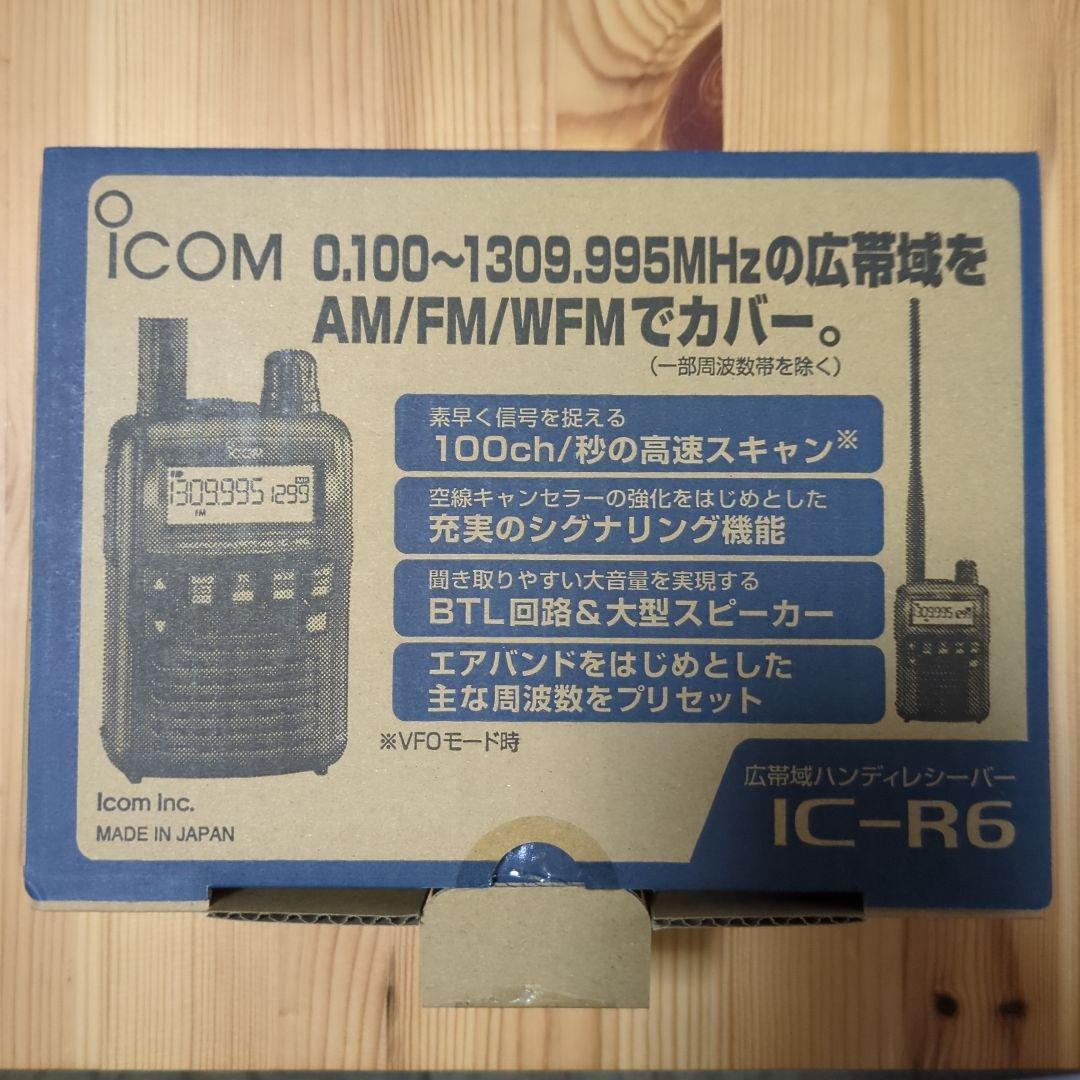 ICOM
0.100～1309.995MHzの広帯域を
AM/FM/WFMでカバー。
（一部周波数帯を除く）
素早く信号を捉える
100ch/秒の高速スキャン※
空線キャンセラーの強化をはじめとした
充実のシグナリング機能
聞き取りやすい大音量を実現する
BTL回路&大型スピーカー
エアバンドをはじめとした
主な周波数をプリセット
※VFOモード時
icom
1309.995 1299
FM
Icom Inc.
MADE IN JAPAN
広帯域ハンディレシーバー
IC-R6